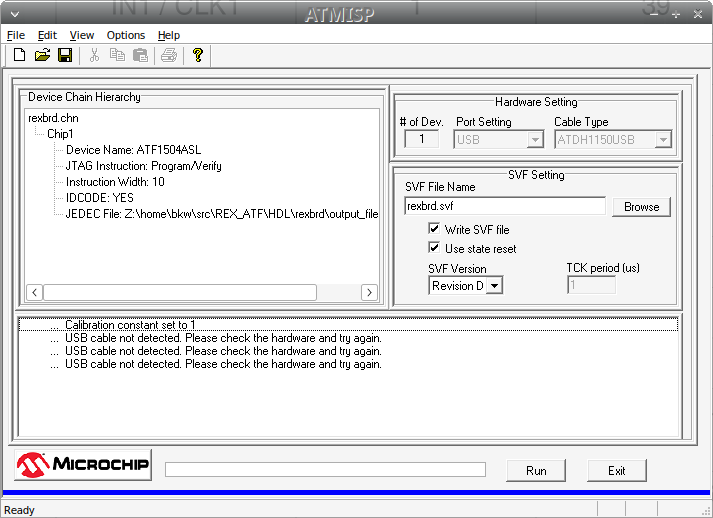 IN1 / CLK1 1 39
ATMISP
File Edit View Options Help
Device Chain Hierarchy
rexbrd.chn
Chip1
Device Name: ATF1504ASL
JTAG Instruction: Program/Verify
Instruction Width: 10
IDCODE: YES
JEDEC File: Z:\home\bkw\src\REX_ATF\HDL\rexbrd\output_file
Hardware Setting
# of Dev. Port Setting Cable Type
1 USB ATDH1150USB
SVF Setting
SVF File Name
rexbrd.svf Browse
Write SVF file
Use state reset
SVF Version TCK period (us)
Revision D 1
... Calibration constant set to 1
... USB cable not detected. Please check the hardware and try again.
... USB cable not detected. Please check the hardware and try again.
... USB cable not detected. Please check the hardware and try again.
MICROCHIP Run Exit
Ready